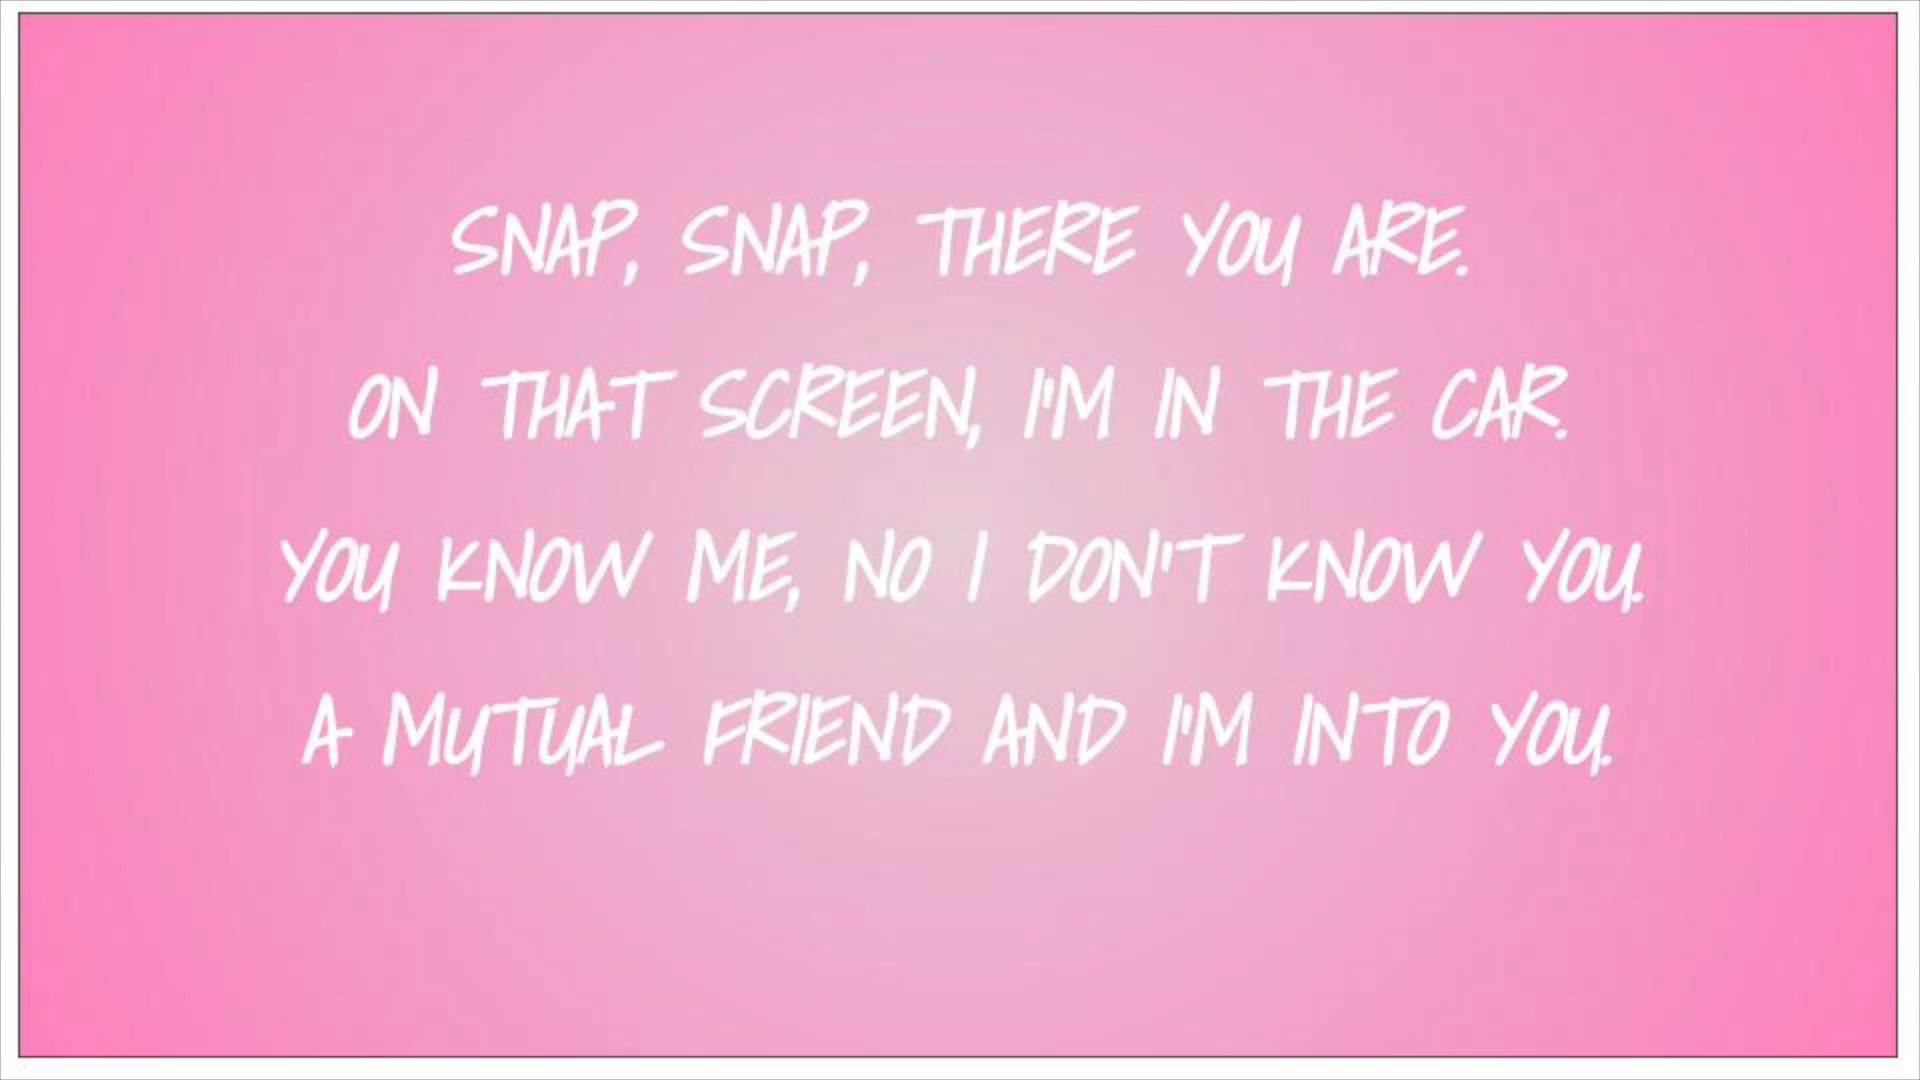 SNAP, SNAP, THERE YOU ARE.
ON THAT SCREEN, I'M IN THE CAR.
YOU KNOW ME, NO I DON'T KNOW YOU.
A MUTUAL FRIEND AND I'M INTO YOU.